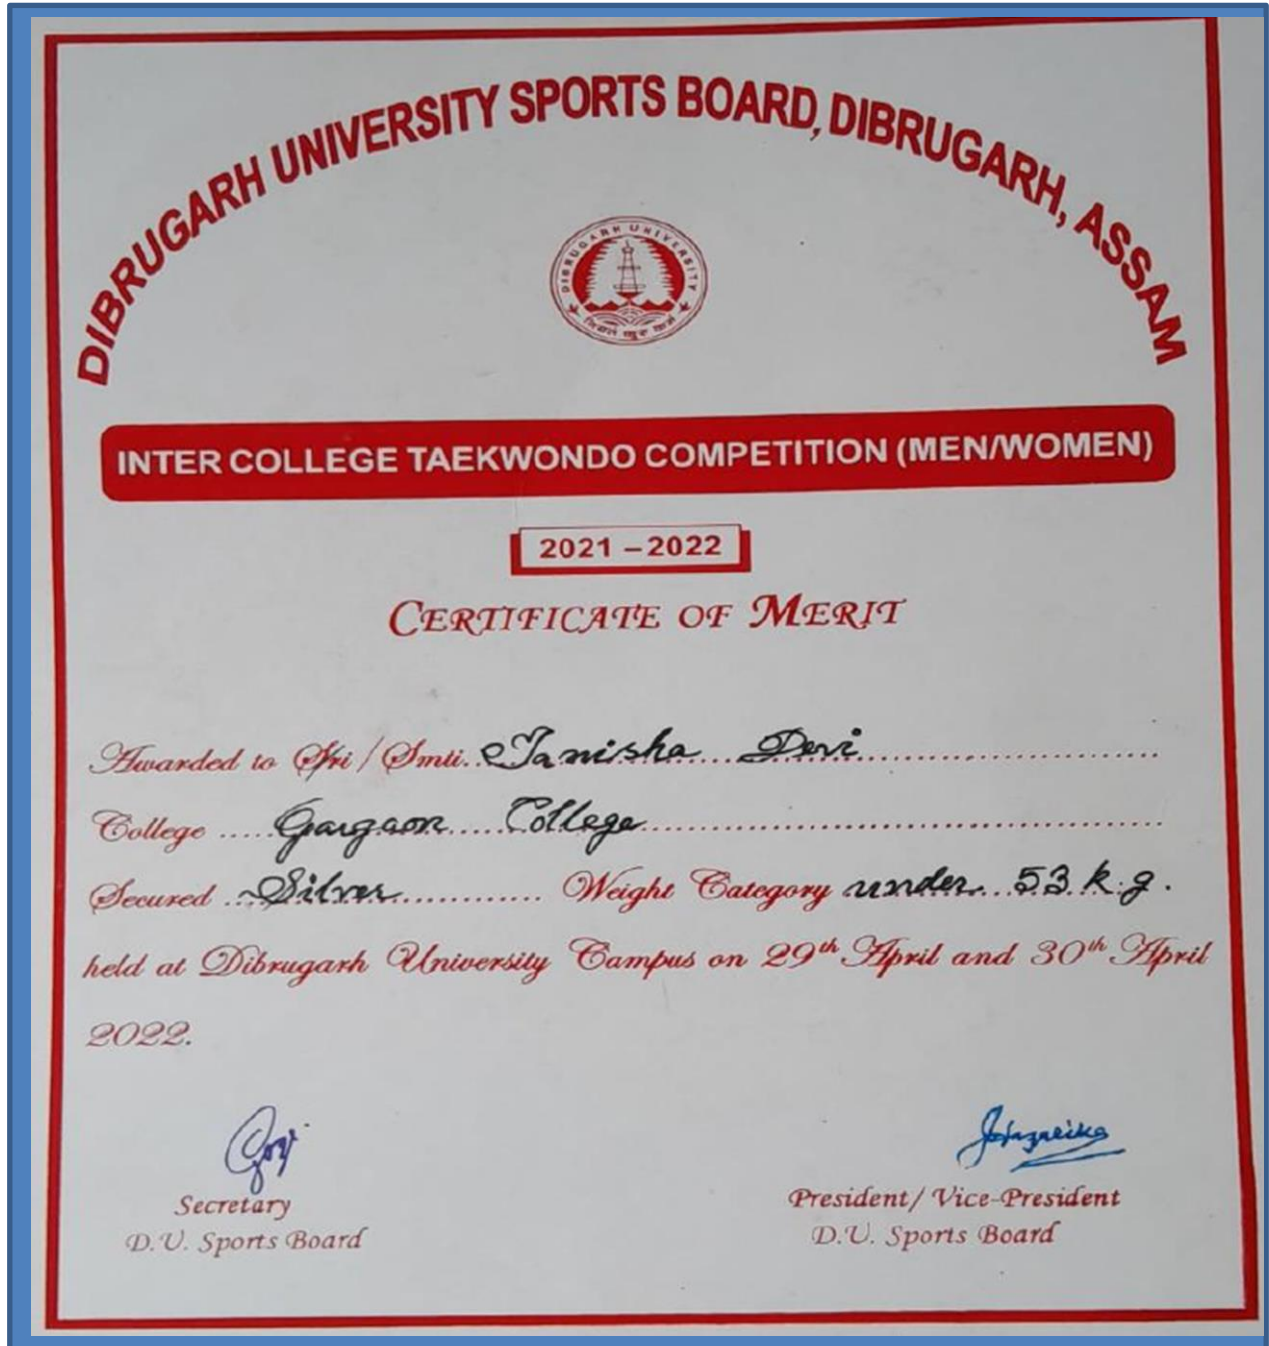 DIBRUGARH UNIVERSITY SPORTS BOARD, DIBRUGARH, ASSAM
DIBRUGARH UNIVERSITY
INTER COLLEGE TAEKWONDO COMPETITION (MEN/WOMEN)
2021 – 2022
CERTIFICATE OF MERIT
Awarded to Sri / Smti. Tanisha Devi
College Gargaon College
Secured Silver Weight Category under 53 k.g.
held at Dibrugarh University Campus on 29th April and 30th April
2022.
Secretary
D.U. Sports Board
President/ Vice-President
D.U. Sports Board